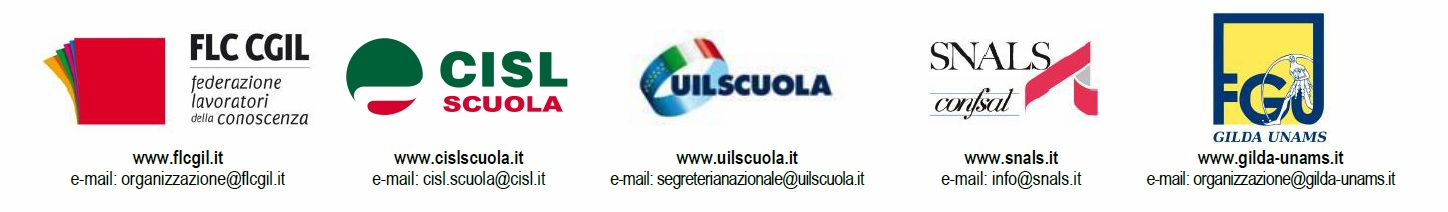 FLC CGIL
federazione
lavoratori
della conoscenza
www.flcgil.it
e-mail: organizzazione@flcgil.it
CISL
SCUOLA
www.cislscuola.it
e-mail: cisl.scuola@cisl.it
UILSCUOLA
www.uilscuola.it
e-mail: segreterianazionale@uilscuola.it
SNALS
confsal
www.snals.it
e-mail: info@snals.it
FGU
GILDA UNAMS
www.gilda-unams.it
e-mail: organizzazione@gilda-unams.it